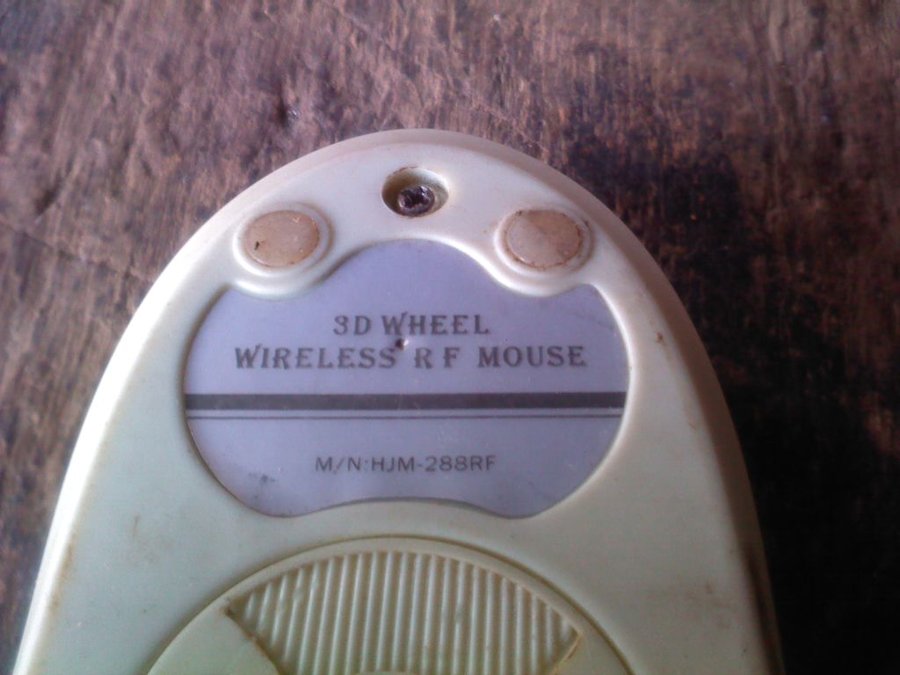 3D WHEEL
WIRELESS R F MOUSE
M/N:HJM-288RF